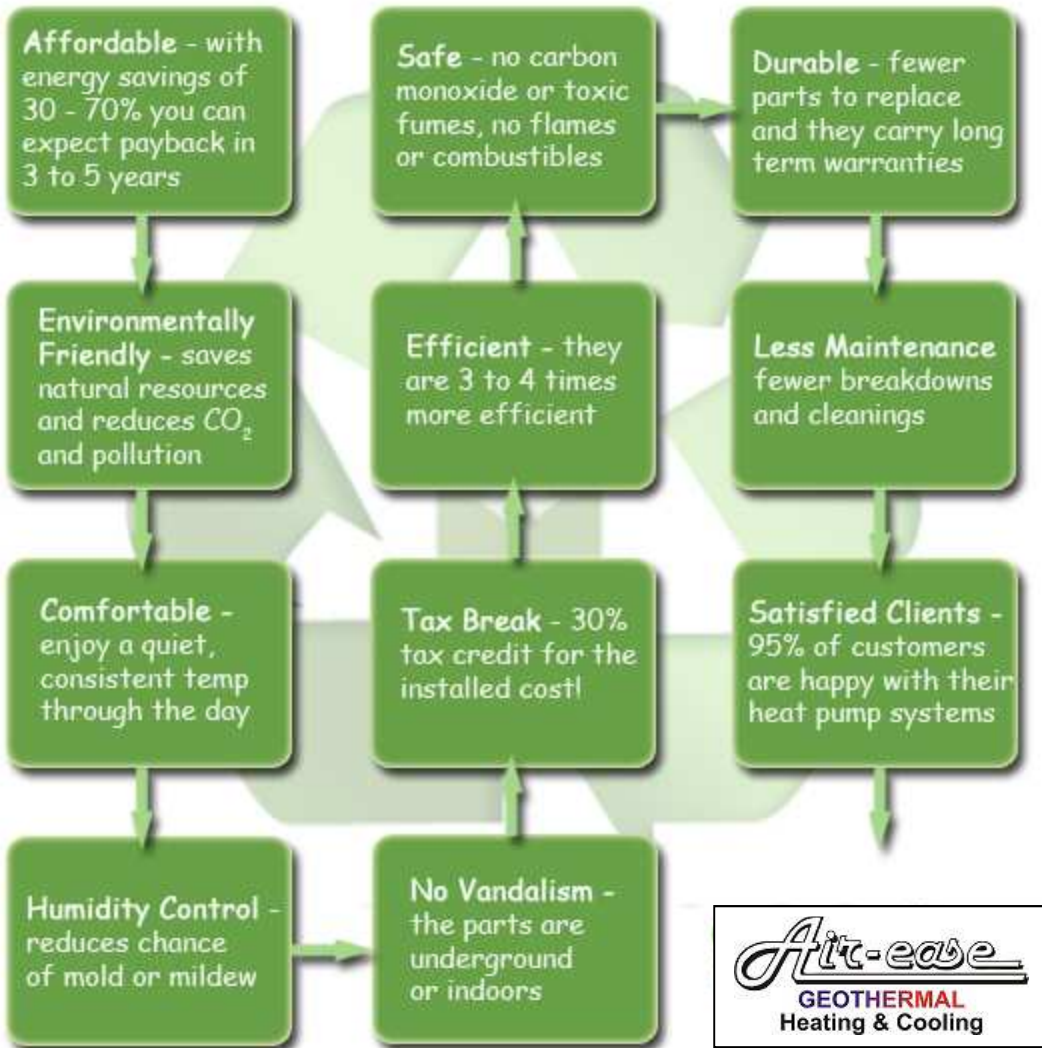 Affordable - with
energy savings of
30 - 70% you can
expect payback in
3 to 5 years
Environmentally
Friendly - saves
natural resources
and reduces CO₂
and pollution
Comfortable -
enjoy a quiet,
consistent temp
through the day
Humidity Control -
reduces chance
of mold or mildew
No Vandalism -
the parts are
underground
or indoors
Tax Break - 30%
tax credit for the
installed cost!
Efficient - they
are 3 to 4 times
more efficient
Safe - no carbon
monoxide or toxic
fumes, no flames
or combustibles
Durable - fewer
parts to replace
and they carry long
term warranties
Less Maintenance
fewer breakdowns
and cleanings
Satisfied Clients -
95% of customers
are happy with their
heat pump systems
Air-ease
GEOTHERMAL
Heating & Cooling